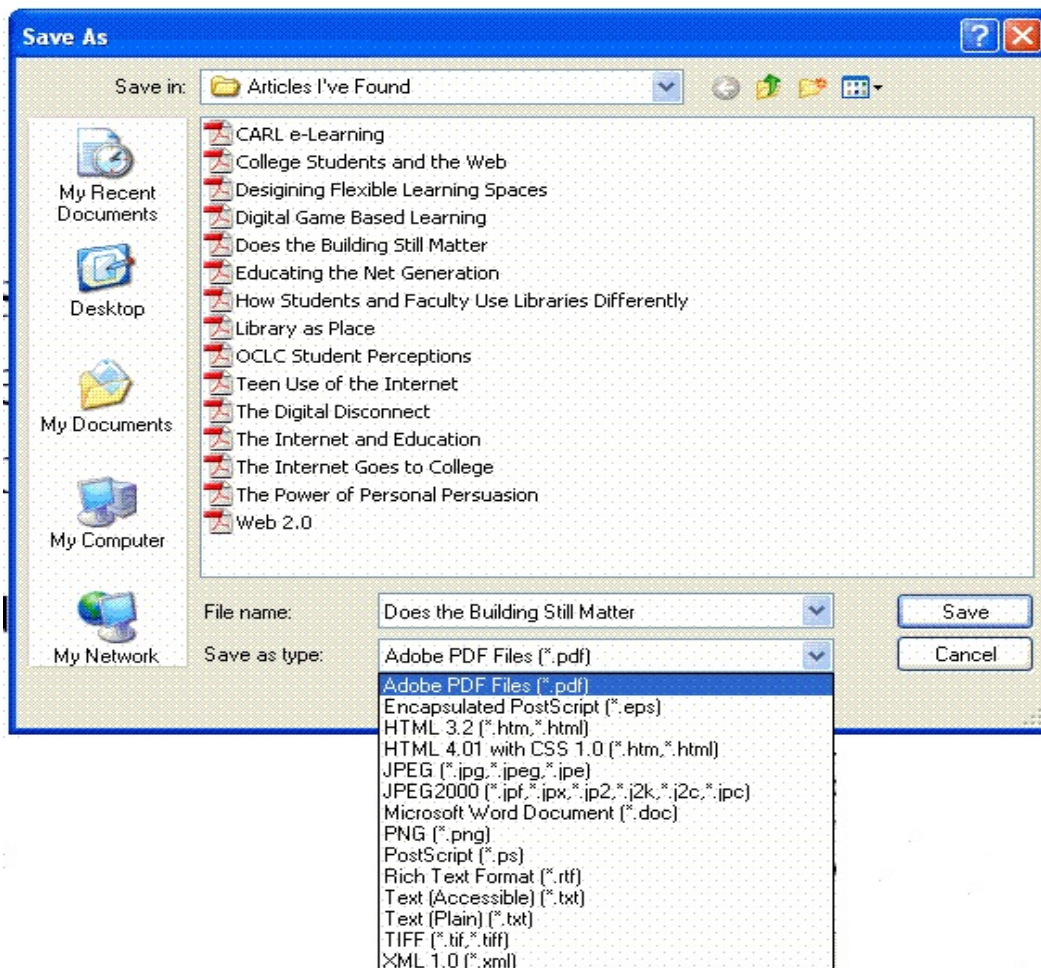 Save As
Save in: Articles I've Found
My Recent
Documents
Desktop
My Documents
My Computer
My Network
CARL e-Learning
College Students and the Web
Desigining Flexible Learning Spaces
Digital Game Based Learning
Does the Building Still Matter
Educating the Net Generation
How Students and Faculty Use Libraries Differently
Library as Place
OCLC Student Perceptions
Teen Use of the Internet
The Digital Disconnect
The Internet and Education
The Internet Goes to College
The Power of Personal Persuasion
Web 2.0
File name: Does the Building Still Matter Save
Save as type: Adobe PDF Files (*.pdf) Cancel
Adobe PDF Files (*.pdf)
Encapsulated PostScript (*.eps)
HTML 3.2 (*.htm,*.html)
HTML 4.01 with CSS 1.0 (*.htm,*.html)
JPEG (*.jpg,*.jpeg,*.jpe)
JPEG2000 (*.jpf,*.jpx,*.jp2,*.j2k,*.j2c,*.jpc)
Microsoft Word Document (*.doc)
PNG (*.png)
PostScript (*.ps)
Rich Text Format (*.rtf)
Text (Accessible) (*.txt)
Text (Plain) (*.txt)
TIFF (*.tif,*.tiff)
XML 1.0 (*.xml)